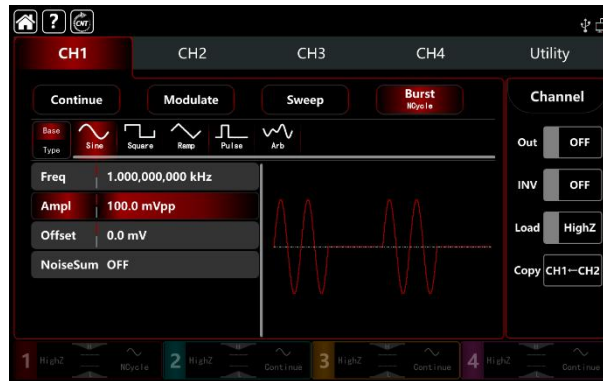 ? CNT
CH1 CH2 CH3 CH4 Utility
Continue Modulate Sweep Burst
NCycle
Channel
Base
Type Sine Square Ramp Pulse Arb
Out OFF
Freq 1.000,000,000 kHz
INV OFF
Ampl 100.0 mVpp
Offset 0.0 mV
Load HighZ
NoiseSum OFF
Copy CH1←CH2
1 HighZ NCycle 2 HighZ Continue 3 HighZ Continue 4 HighZ Continue